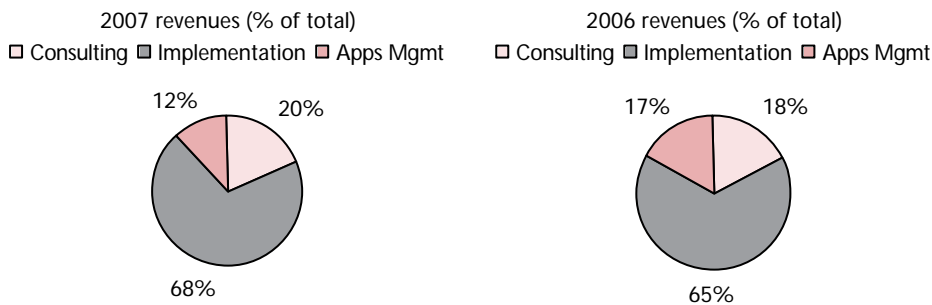 2007 revenues (% of total)
Consulting Implementation Apps Mgmt
12%
20%
68%
2006 revenues (% of total)
Consulting Implementation Apps Mgmt
17%
18%
65%